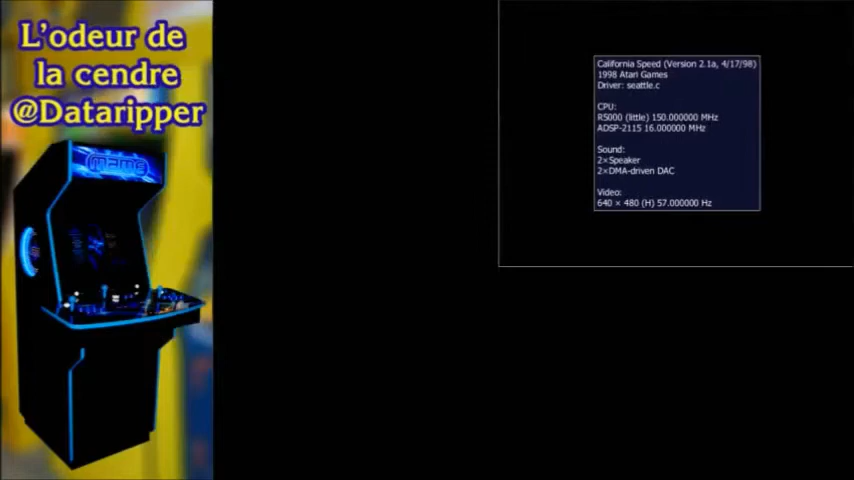 L'odeur de
la cendre
@Dataripper
mame
California Speed (Version 2.1a, 4/17/98)
1998 Atari Games
Driver: seattle.c
CPU:
R5000 (little) 150.000000 MHz
ADSP-2115 16.000000 MHz
Sound:
2×Speaker
2×DMA-driven DAC
Video:
640 × 480 (H) 57.000000 Hz